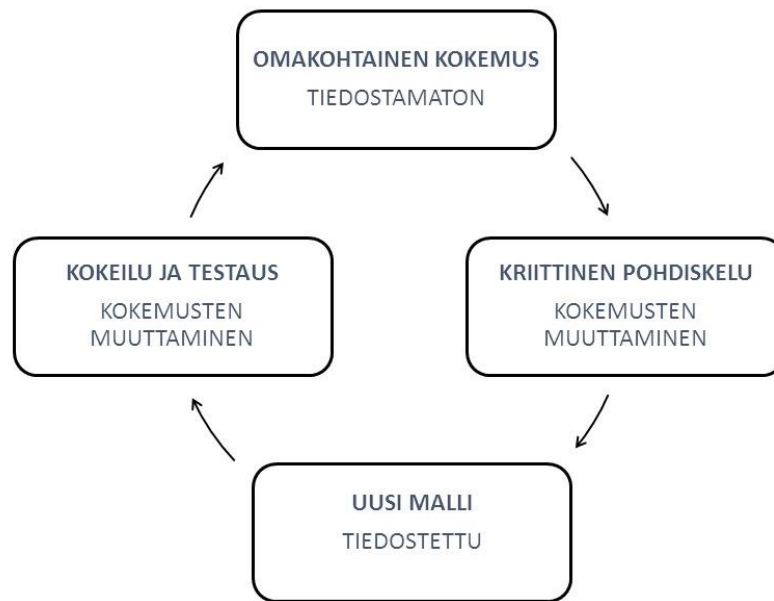 OMAKOHTAINEN KOKEMUS
TIEDOSTAMATON
KOKEILU JA TESTAUS
KOKEMUSTEN
MUUTTAMINEN
KRIITTINEN POHDISKELU
KOKEMUSTEN
MUUTTAMINEN
UUSI MALLI
TIEDOSTETTU